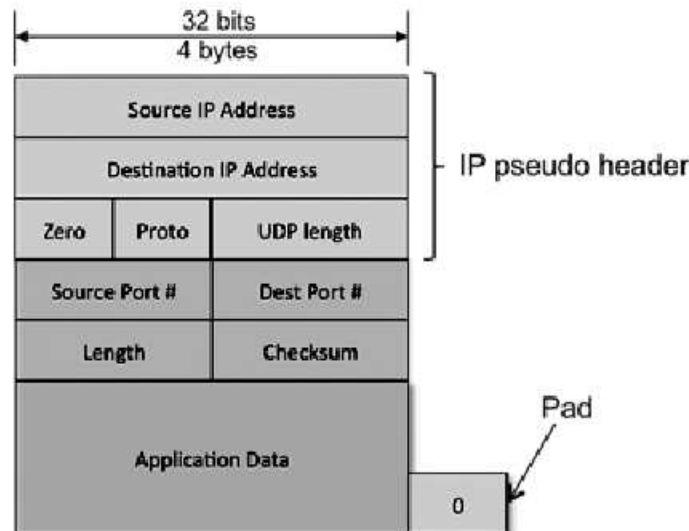 32 bits
4 bytes
Source IP Address
Destination IP Address
IP pseudo header
Zero Proto UDP length
Source Port # Dest Port #
Length Checksum
Pad
Application Data
0